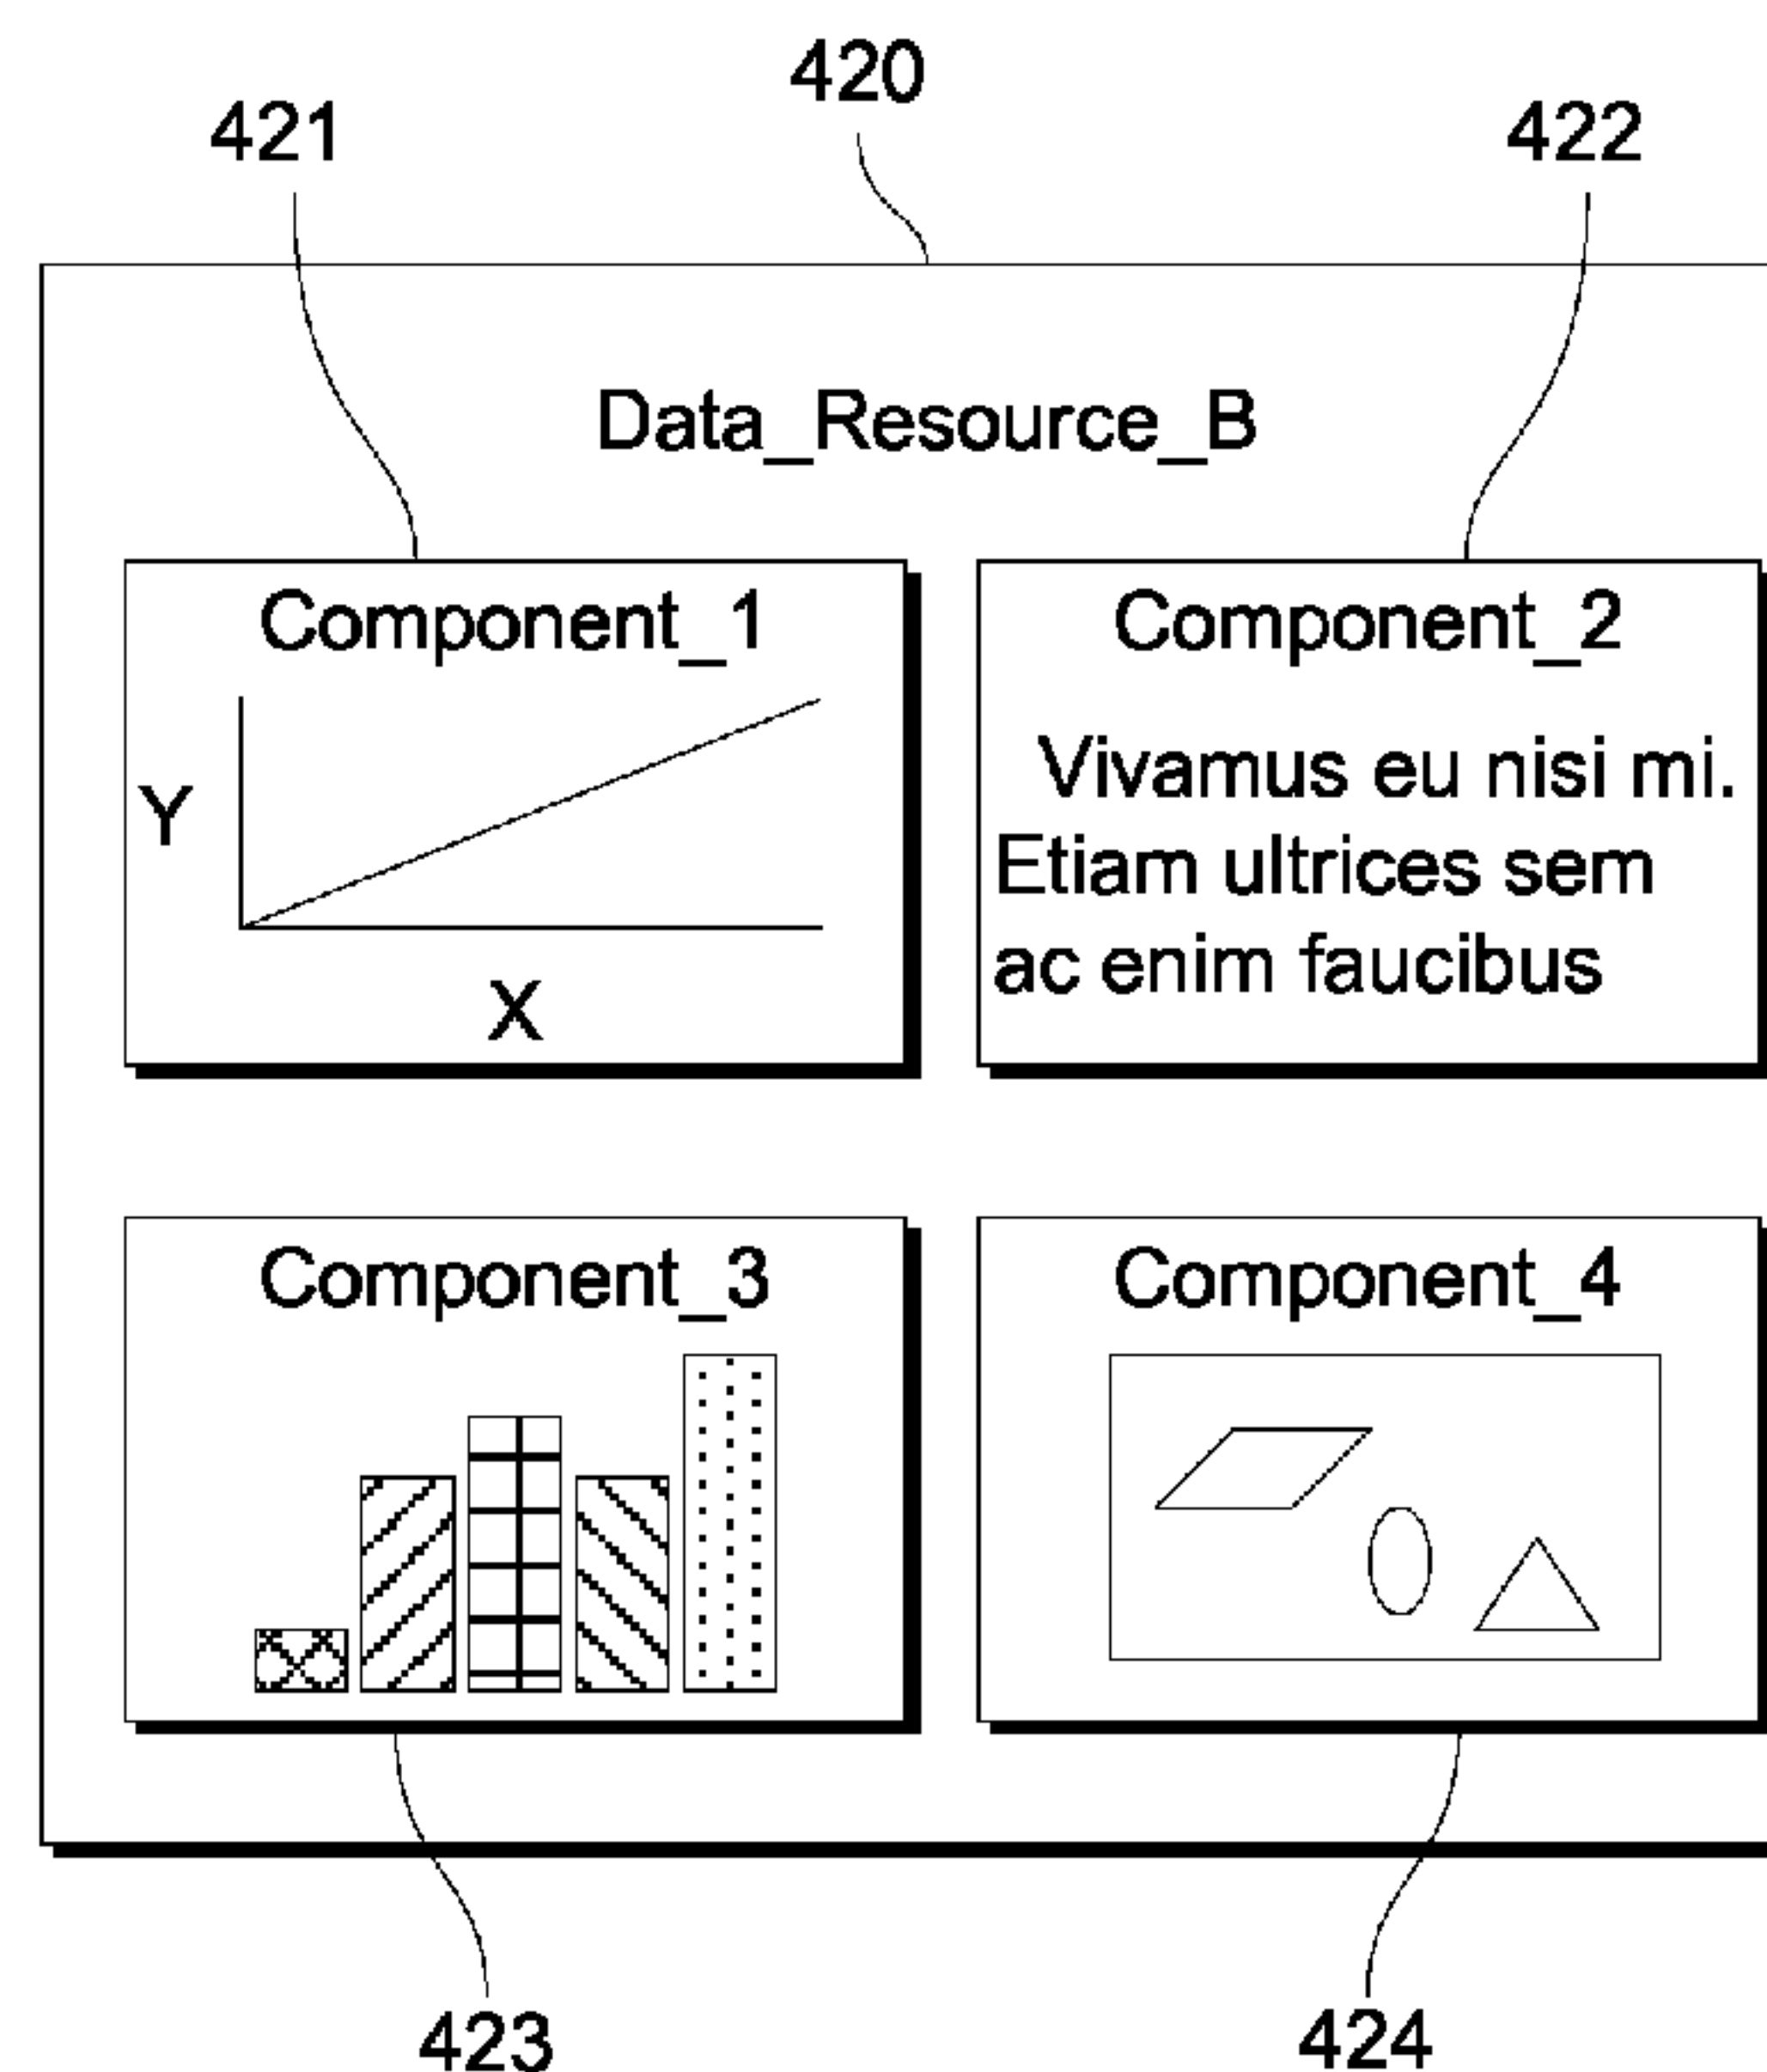 420
421
422
Data_Resource_B
Component_1
Y
X
Component_2
Vivamus eu nisi mi.
Etiam ultrices sem
ac enim faucibus
Component_3
Component_4
423
424